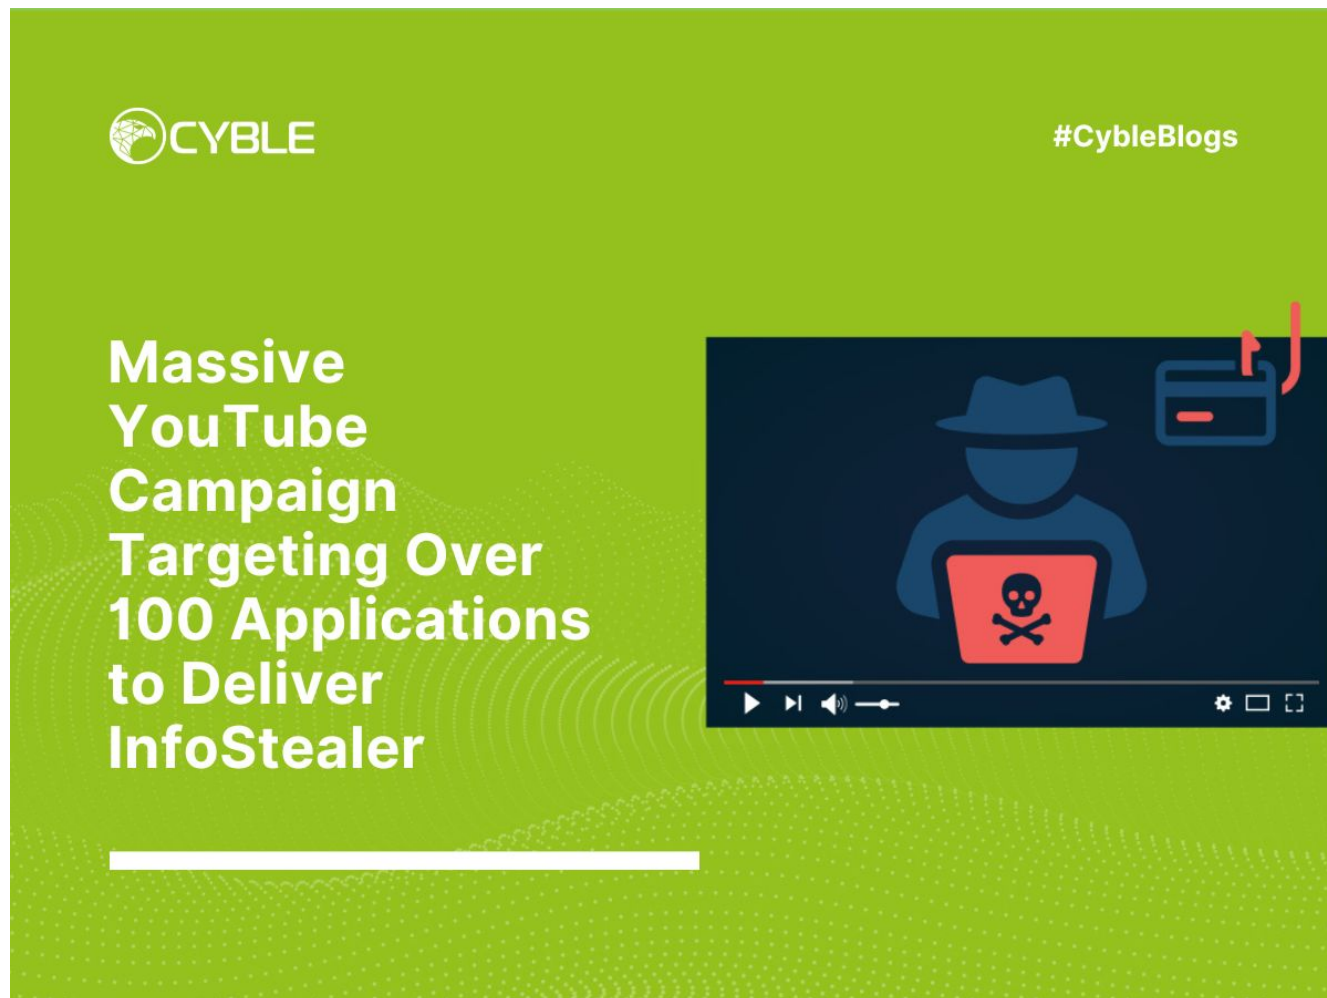 CYBLE
#CybleBlogs
Massive
YouTube
Campaign
Targeting Over
100 Applications
to Deliver
InfoStealer